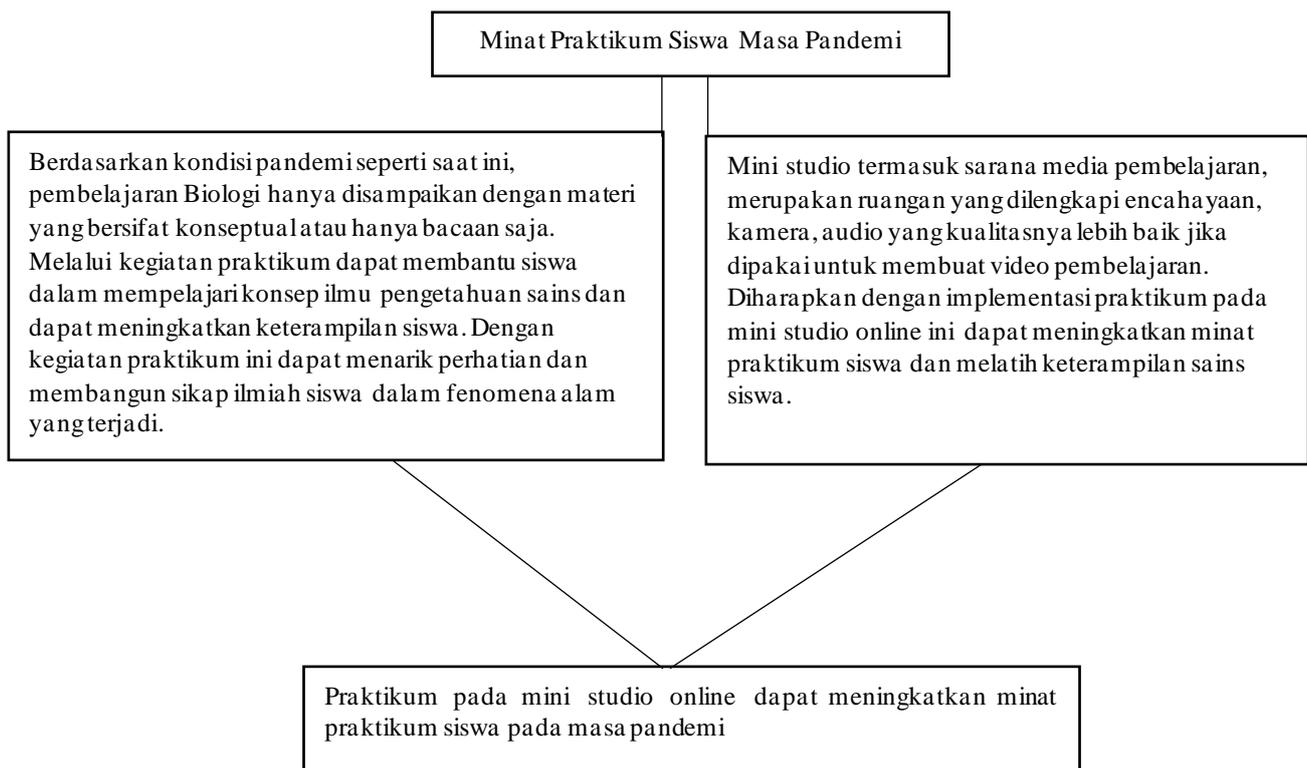 Minat Praktikum Siswa Masa Pandemi
Berdasarkan kondisi pandemi seperti saat ini,
pembelajaran Biologi hanya disampaikan dengan materi
yang bersifat konseptual atau hanya bacaan saja.
Melalui kegiatan praktikum dapat membantu siswa
dalam mempelajari konsep ilmu pengetahuan sains dan
dapat meningkatkan keterampilan siswa. Dengan
kegiatan praktikum ini dapat menarik perhatian dan
membangun sikap ilmiah siswa dalam fenomena alam
yang terjadi.
Mini studio termasuk sarana media pembelajaran,
merupakan ruangan yang dilengkapi encahayaan,
kamera, audio yang kualitasnya lebih baik jika
dipakai untuk membuat video pembelajaran.
Diharapkan dengan implementasi praktikum pada
mini studio online ini dapat meningkatkan minat
praktikum siswa dan melatih keterampilan sains
siswa.
Praktikum pada mini studio online dapat meningkatkan minat
praktikum siswa pada masa pandemi